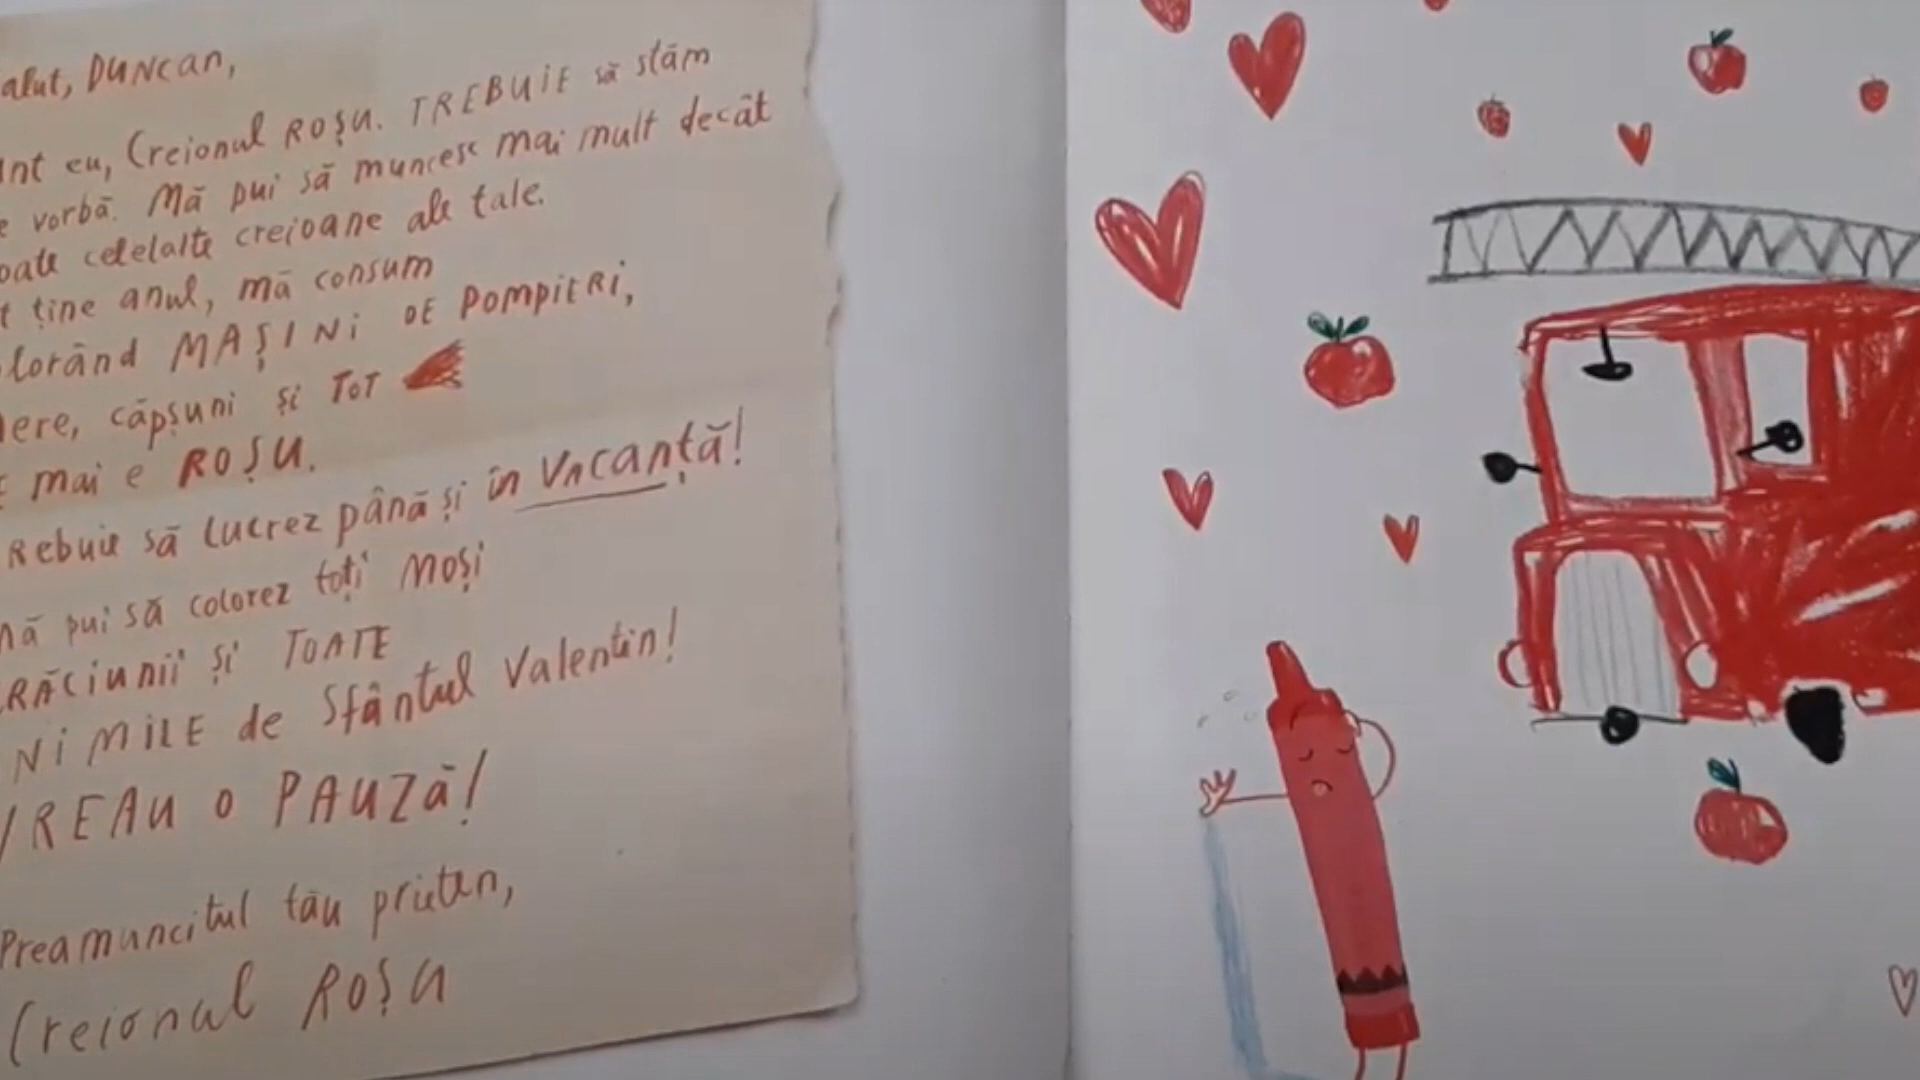 alut, DUNCAN,
nt eu, Creionul ROȘU. TREBUIE să stăm
e vorbă. Mă pui să muncesc mai mult decât
oate celelalte creioane ale tale.
t ține anul, mă consum
lorând MAȘINI DE POMPIERI,
ere, căpșuni și TOT
mai e ROȘU.
Rebuie să lucrez până și în VACANȚĂ!
ă pui să colorez toți MOȘI
RĂCIUNII ȘI TOATE
NIMILE de Sfântul Valentin!
VREAU O PAUZĂ!
Preamuncitul tău prieten,
Creionul ROȘU